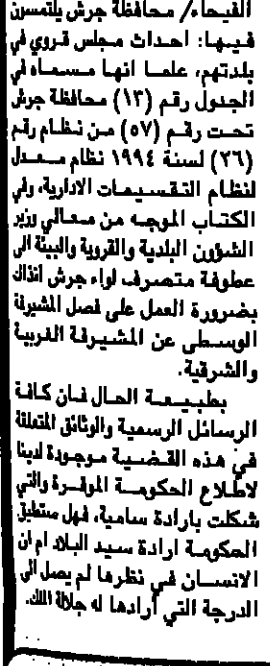 الفيحاء/ محافظة جرش يلتمسون
فيها: احداث مجلس قروي في
بلدتهم، علما انها مسماه في
الجدول رقم (١٣) محافظة جرش
تحت رقم (٥٧) من نظام رقم
(٢٦) لسنة ١٩٩٤ نظام معدل
لنظام التقسيمات الادارية، وفي
الكتاب الموجه من معالي وزير
الشؤون البلدية والقروية والبيئة الى
عطوفة متصرف لواء جرش انذاك
بضرورة العمل على فصل المشيرفة
الوسطى عن المشيرفة الغربية
والشرقية.
بطبيعة الحال فان كافة
الرسائل الرسمية والوثائق المتعلقة
في هذه القضية موجودة لدينا
لاطلاع الحكومة الموقرة والتي
شكلت بارادة سامية، فهل ستطبق
الحكومة ارادة سيد البلاد ام ان
الانسان في نظرها لم يصل الى
الدرجة التي أرادها له جلالة الملك.